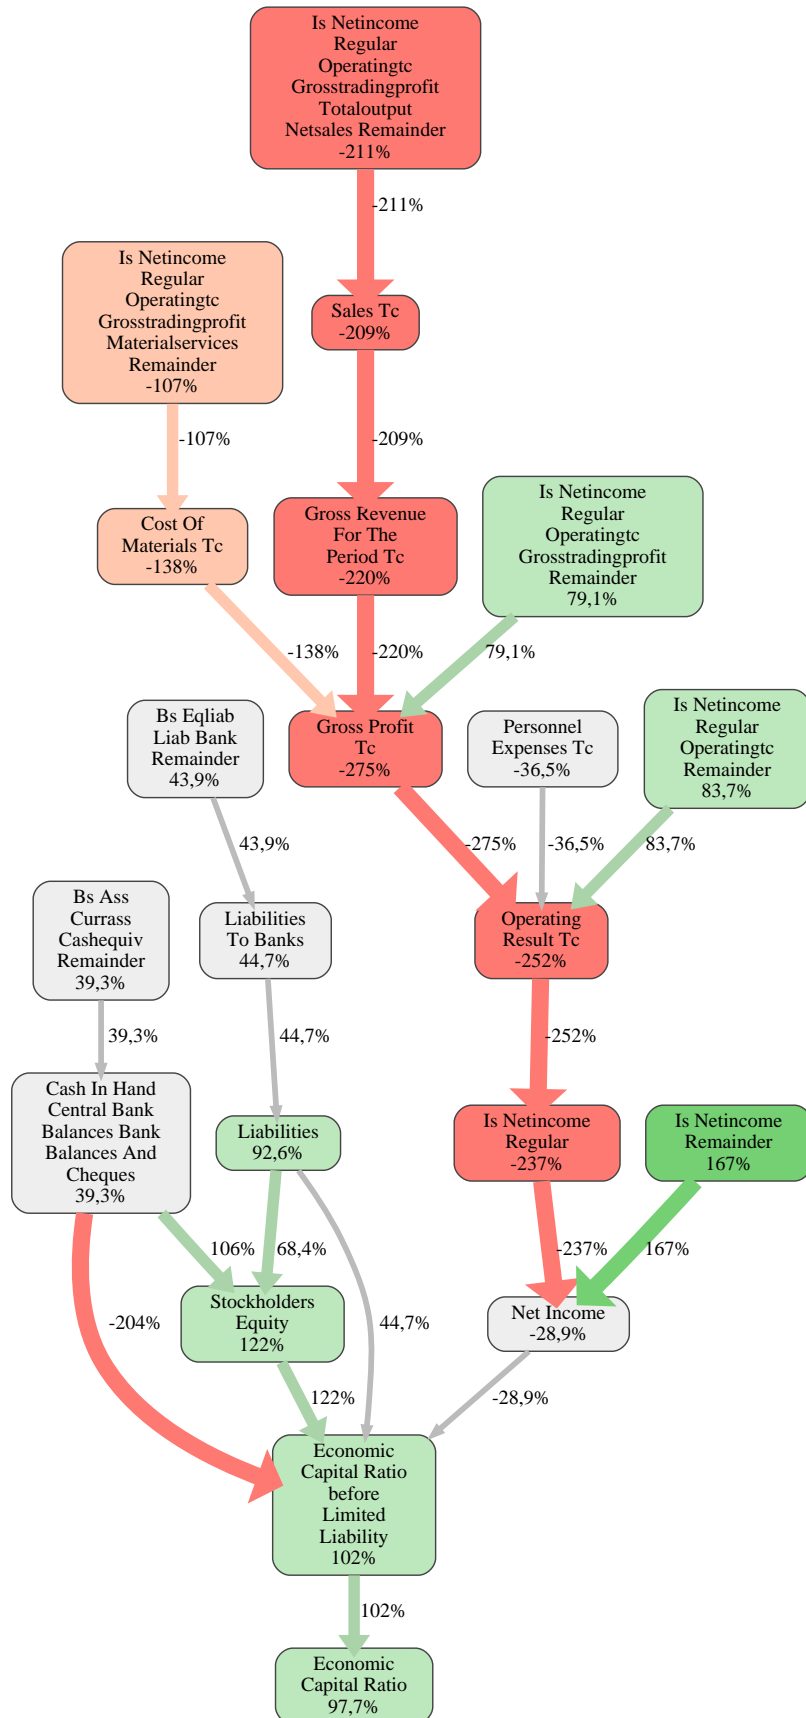 Is Netincome
Regular
Operatingtc
Grosstradingprofit
Totaloutput
Netsales Remainder
-211%
-211%
Is Netincome
Regular
Operatingtc
Grosstradingprofit
Materialservices
Remainder
-107%
Sales Tc
-209%
-107%
-209%
Cost Of
Materials Tc
-138%
Gross Revenue
For The
Period Tc
-220%
Is Netincome
Regular
Operatingtc
Grosstradingprofit
Remainder
79,1%
-138%
-220%
79,1%
Bs Eqliab
Liab Bank
Remainder
43,9%
Gross Profit
Tc
-275%
Personnel
Expenses Tc
-36,5%
Is Netincome
Regular
Operatingtc
Remainder
83,7%
43,9%
-275%
-36,5%
83,7%
Bs Ass
Currass
Cashequiv
Remainder
39,3%
Liabilities
To Banks
44,7%
Operating
Result Tc
-252%
39,3%
44,7%
-252%
Cash In Hand
Central Bank
Balances Bank
Balances And
Cheques
39,3%
Liabilities
92,6%
Is Netincome
Regular
-237%
Is Netincome
Remainder
167%
106%
68,4%
-237%
167%
-204%
Stockholders
Equity
122%
44,7%
Net Income
-28,9%
122%
-28,9%
Economic
Capital Ratio
before
Limited
Liability
102%
102%
Economic
Capital Ratio
97,7%